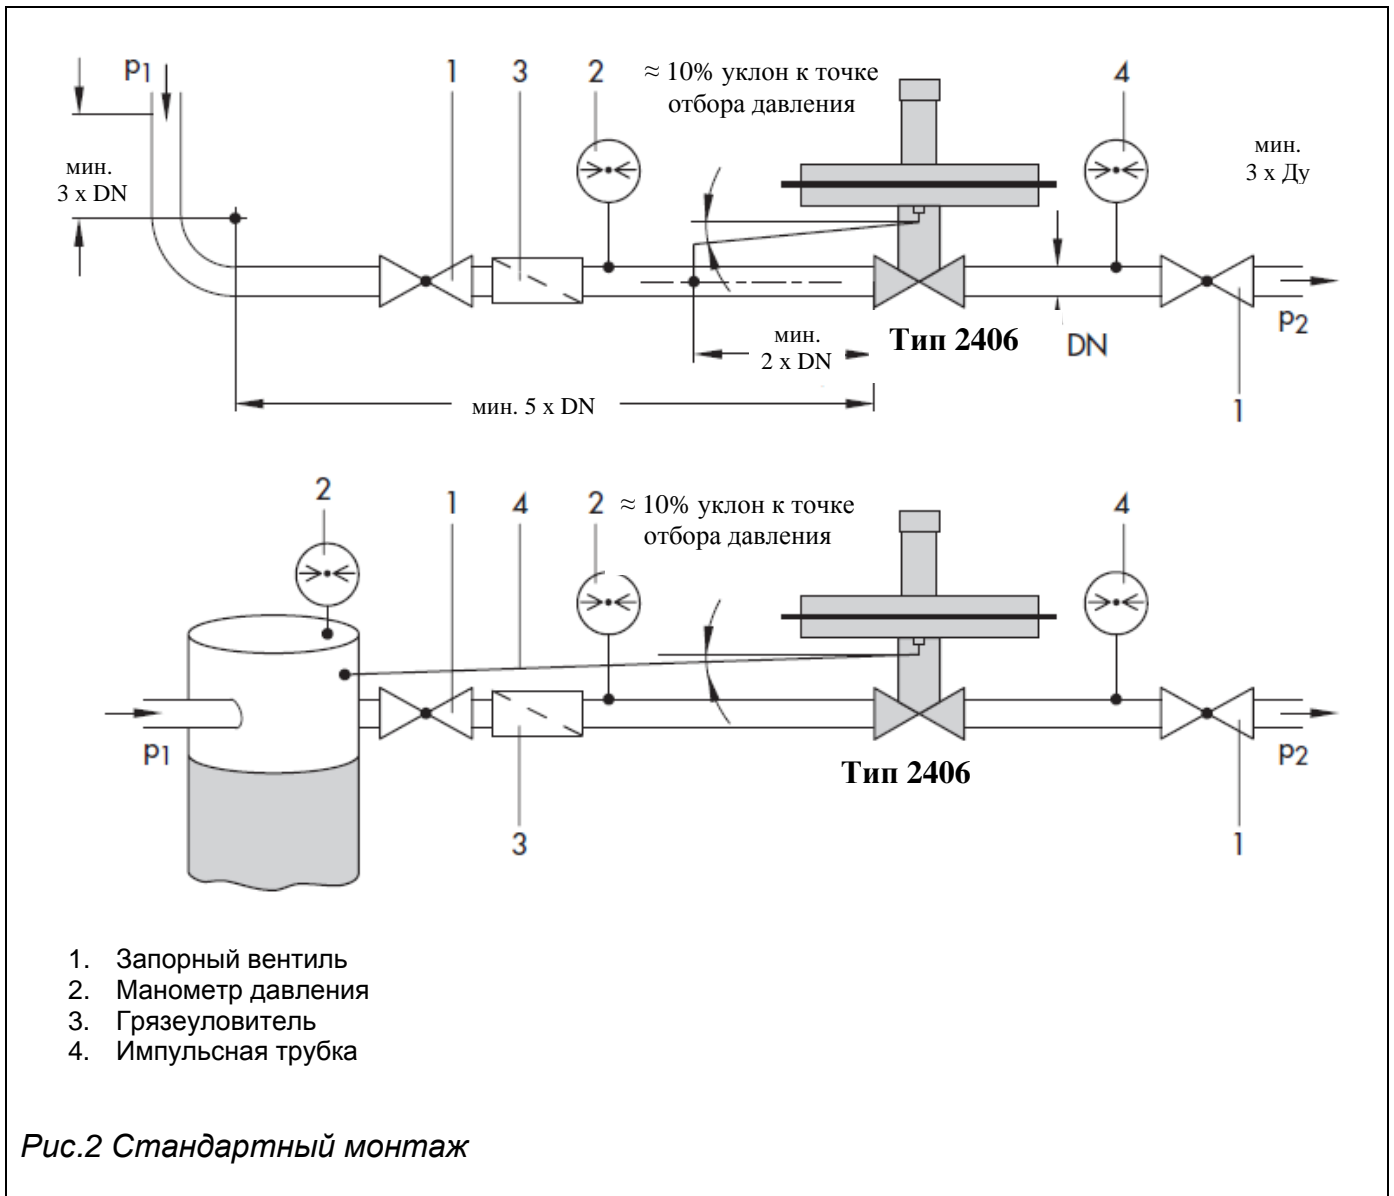 p1 1 3 2 ≈ 10% уклон к точке 4
отбора давления
мин.
3 x DN
мин.
3 x Ду
p2
Тип 2406 DN
мин.
2 x DN
мин. 5 x DN
1
2 1 4 2 ≈ 10% уклон к точке 4
отбора давления
p1 p2
Тип 2406
3 1
1. Запорный вентиль
2. Манометр давления
3. Грязеуловитель
4. Импульсная трубка
Рис.2 Стандартный монтаж